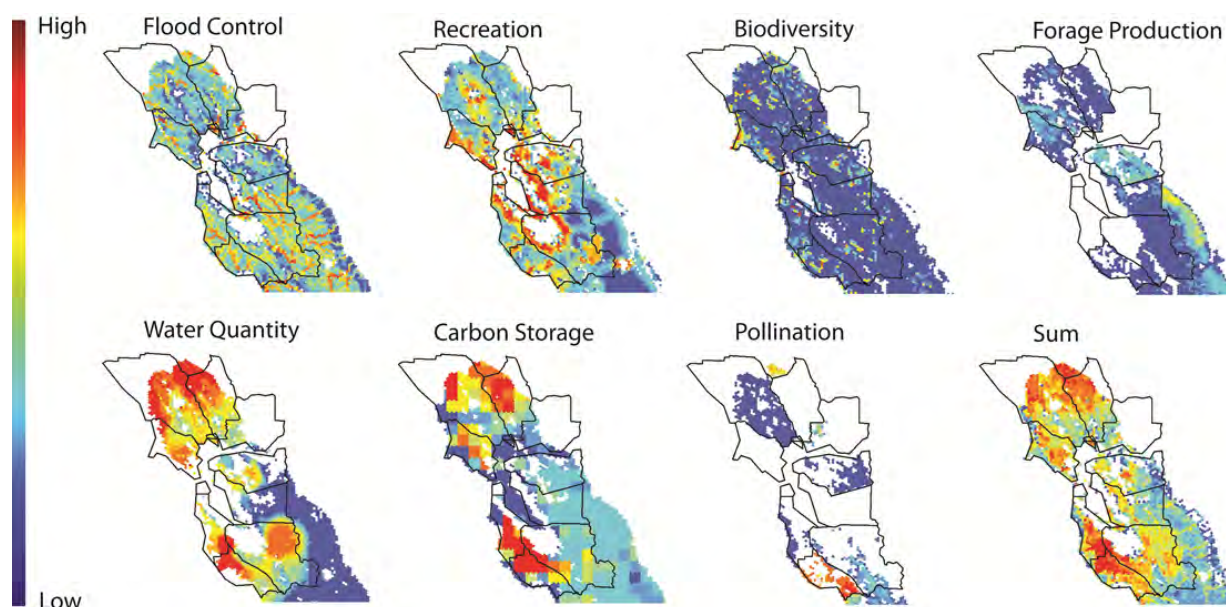 High
Flood Control
Recreation
Biodiversity
Forage Production
Water Quantity
Carbon Storage
Pollination
Sum
Low